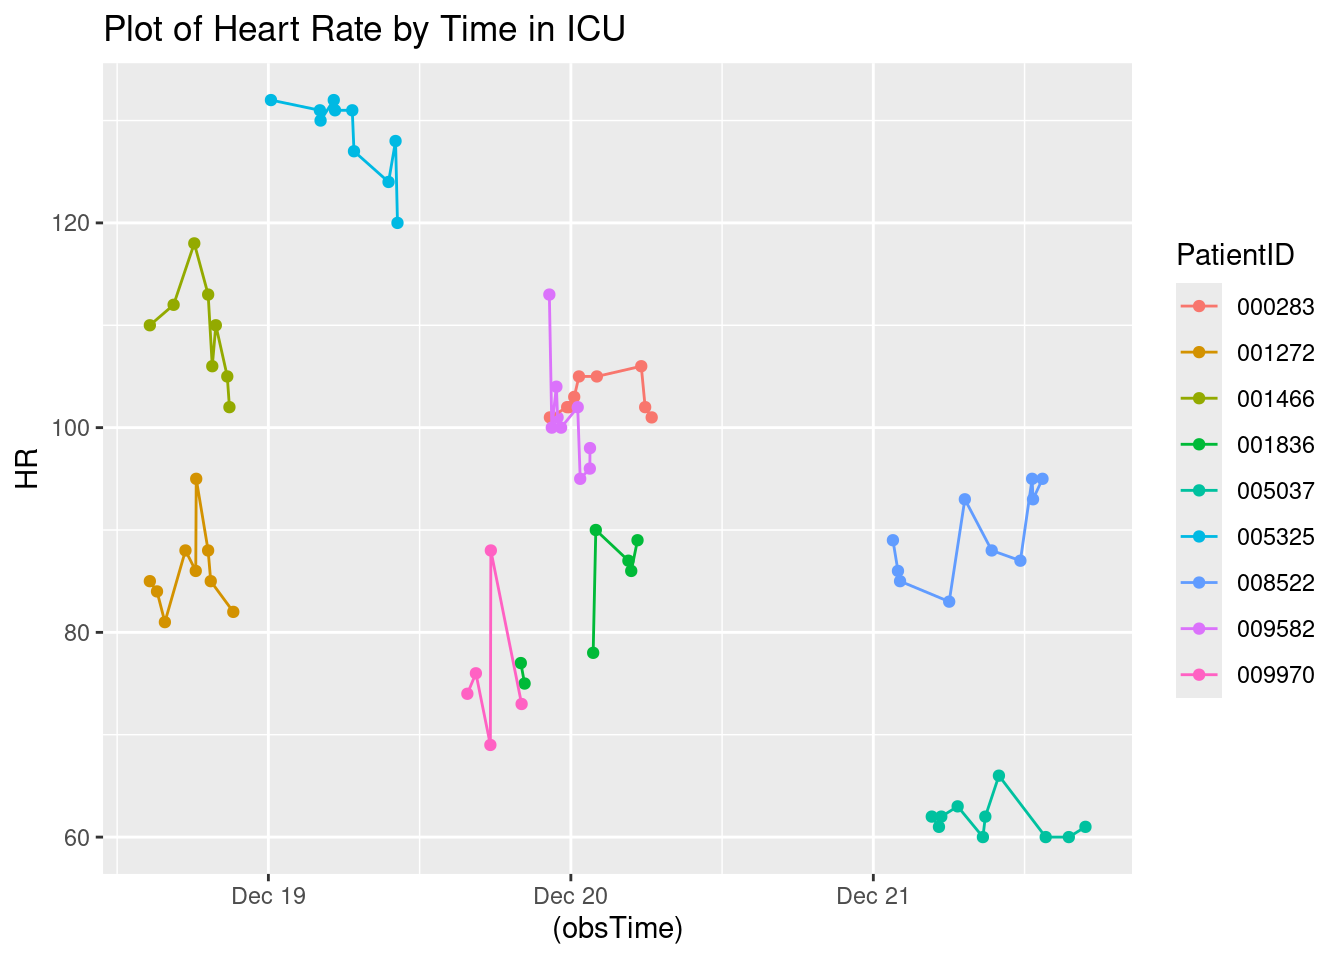 Plot of Heart Rate by Time in ICU
120
100
80
60
HR
Dec 19
Dec 20
Dec 21
(obsTime)
PatientID
000283
001272
001466
001836
005037
005325
008522
009582
009970